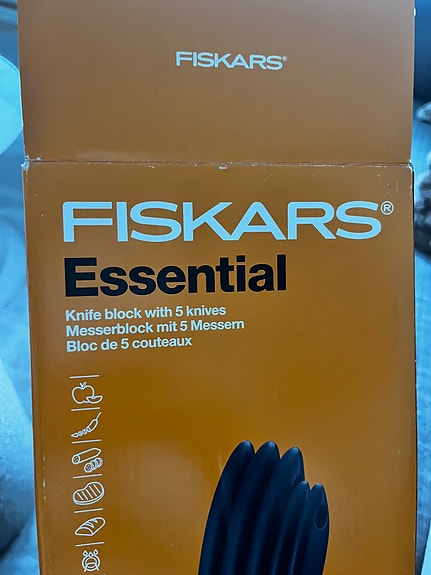 FISKARS®
FISKARS®
Essential
Knife block with 5 knives
Messerblock mit 5 Messern
Bloc de 5 couteaux